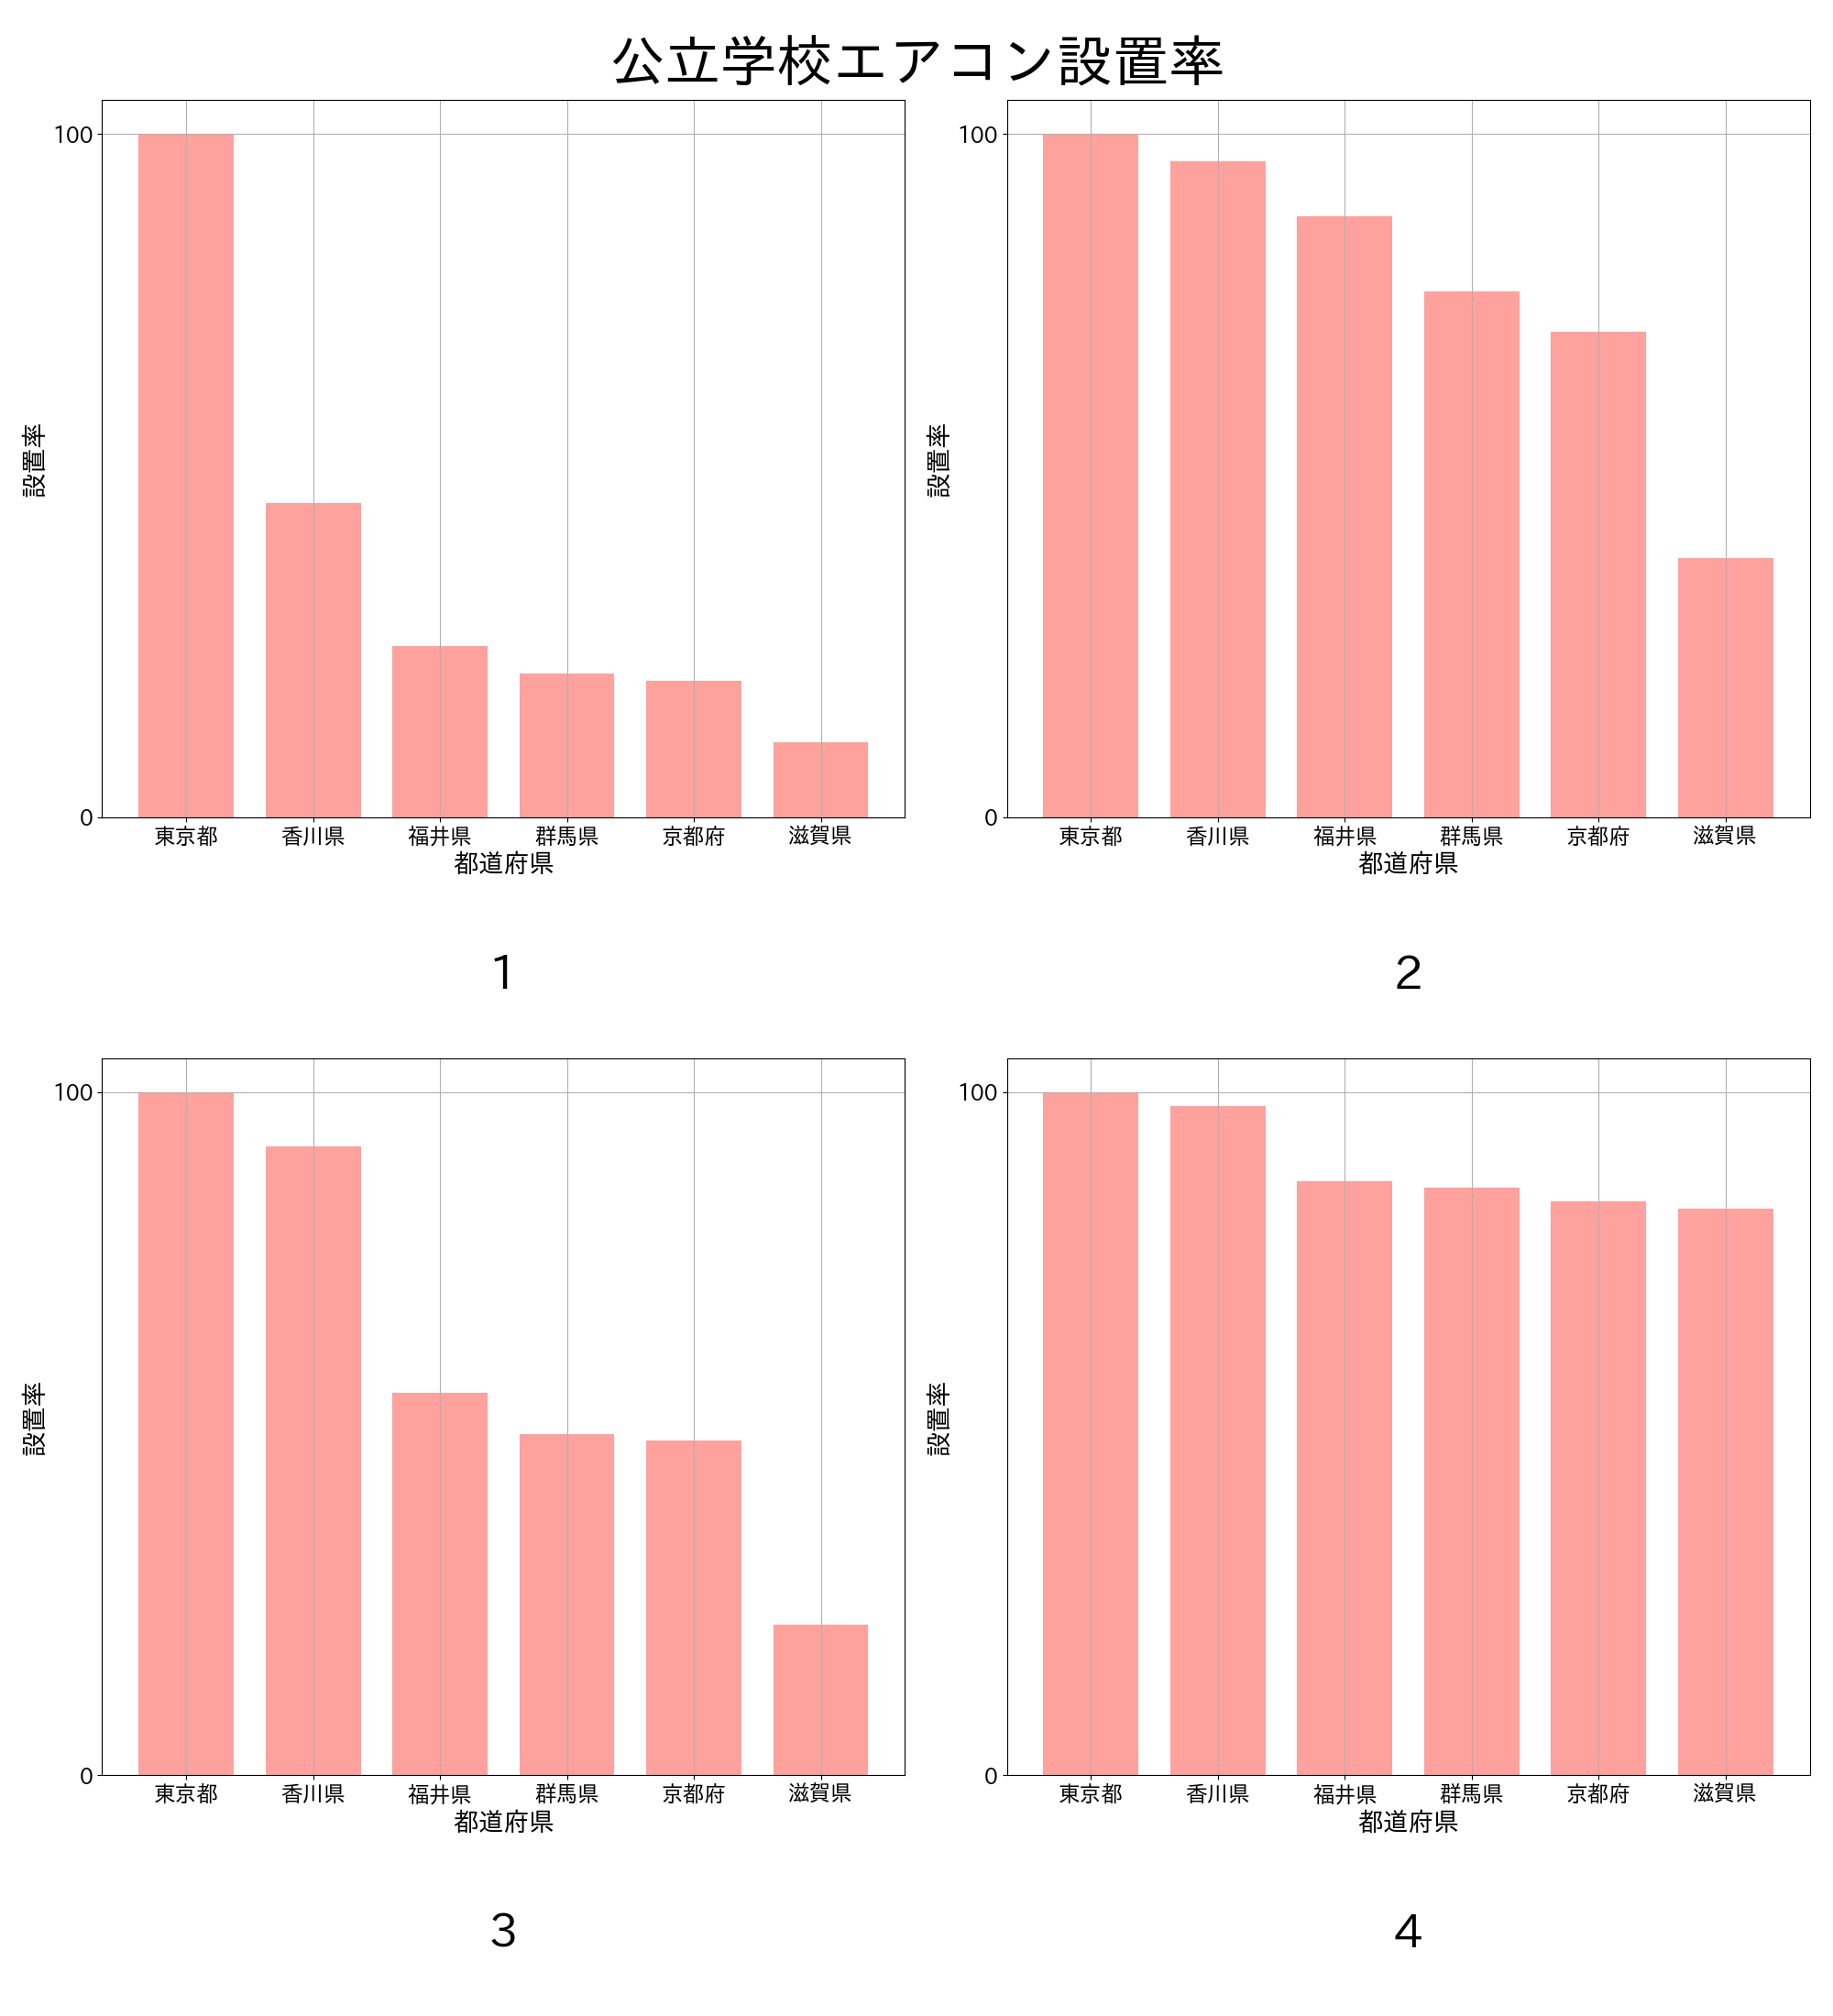 公立学校エアコン設置率
100
設置率
0
東京都 香川県 福井県 群馬県 京都府 滋賀県
都道府県
1
100
設置率
0
東京都 香川県 福井県 群馬県 京都府 滋賀県
都道府県
2
100
設置率
0
東京都 香川県 福井県 群馬県 京都府 滋賀県
都道府県
3
100
設置率
0
東京都 香川県 福井県 群馬県 京都府 滋賀県
都道府県
4